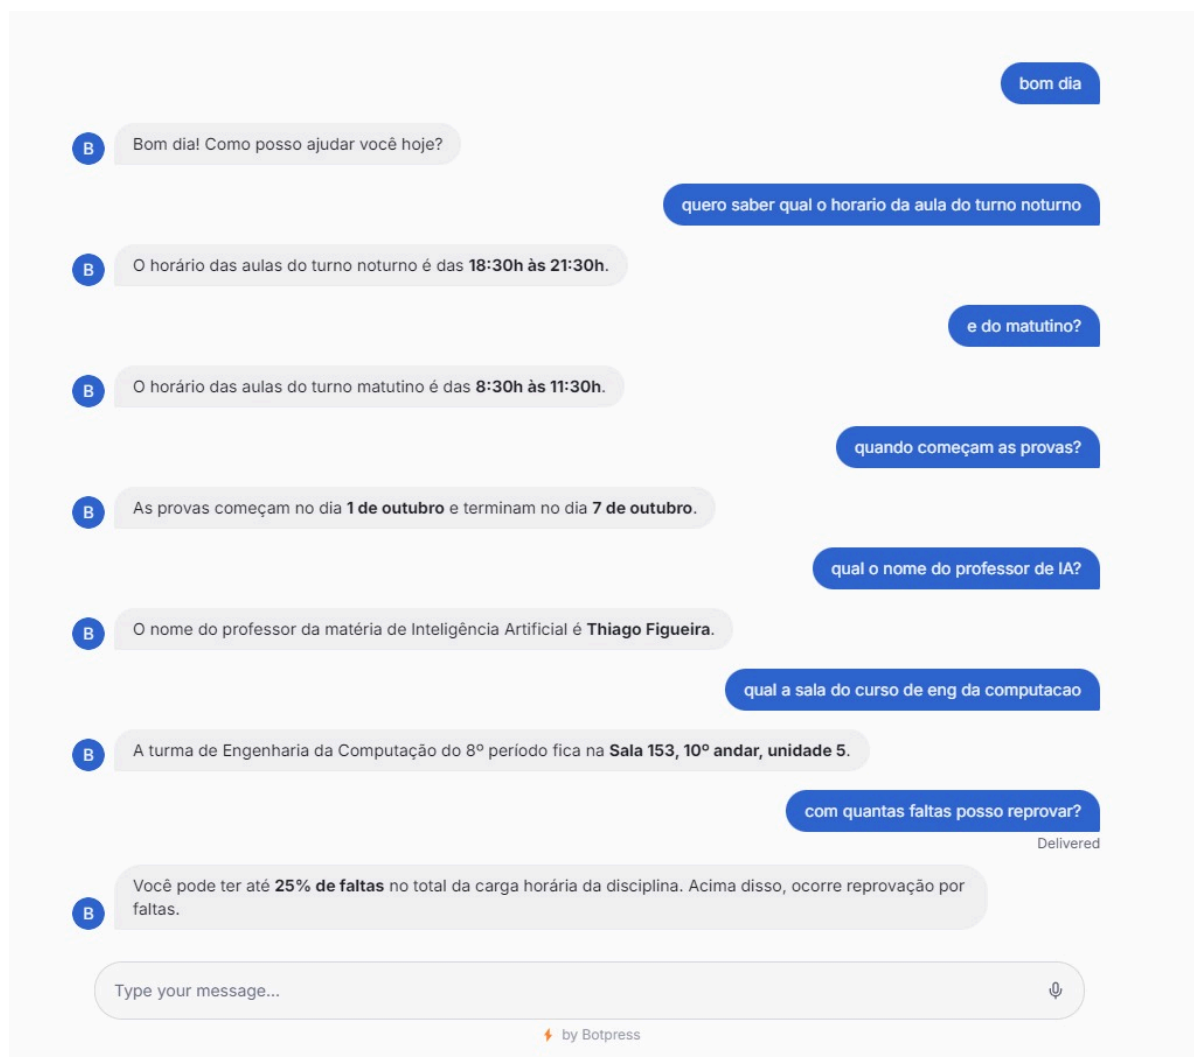 bom dia
B
Bom dia! Como posso ajudar você hoje?
quero saber qual o horario da aula do turno noturno
B
O horário das aulas do turno noturno é das 18:30h às 21:30h.
e do matutino?
B
O horário das aulas do turno matutino é das 8:30h às 11:30h.
quando começam as provas?
B
As provas começam no dia 1 de outubro e terminam no dia 7 de outubro.
qual o nome do professor de IA?
B
O nome do professor da matéria de Inteligência Artificial é Thiago Figueira.
qual a sala do curso de eng da computacao
B
A turma de Engenharia da Computação do 8º período fica na Sala 153, 10º andar, unidade 5.
com quantas faltas posso reprovar?
Delivered
B
Você pode ter até 25% de faltas no total da carga horária da disciplina. Acima disso, ocorre reprovação por
faltas.
Type your message...
by Botpress